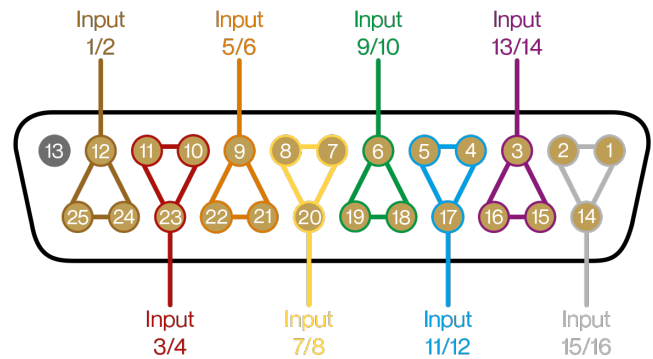 Input
1/2
Input
5/6
Input
9/10
Input
13/14
13 12 11 10 9 8 7 6 5 4 3 2 1
25 24 23 22 21 20 19 18 17 16 15 14
Input
3/4
Input
7/8
Input
11/12
Input
15/16